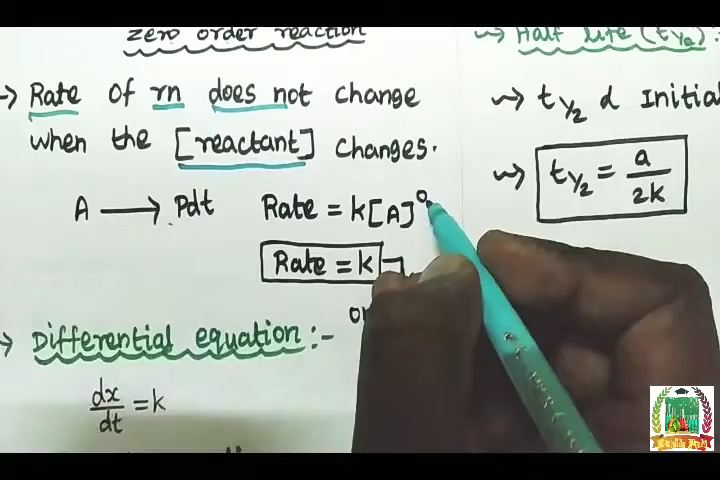 zero order reaction
→ Rate of rn does not change
when the [reactant] changes.
A → Pdt Rate = k[A]⁰
Rate = k
→ Differential equation :-
dx/dt = k
→ Half life (t½) :-
→ t½ α Initial
→ t½ = a/2k